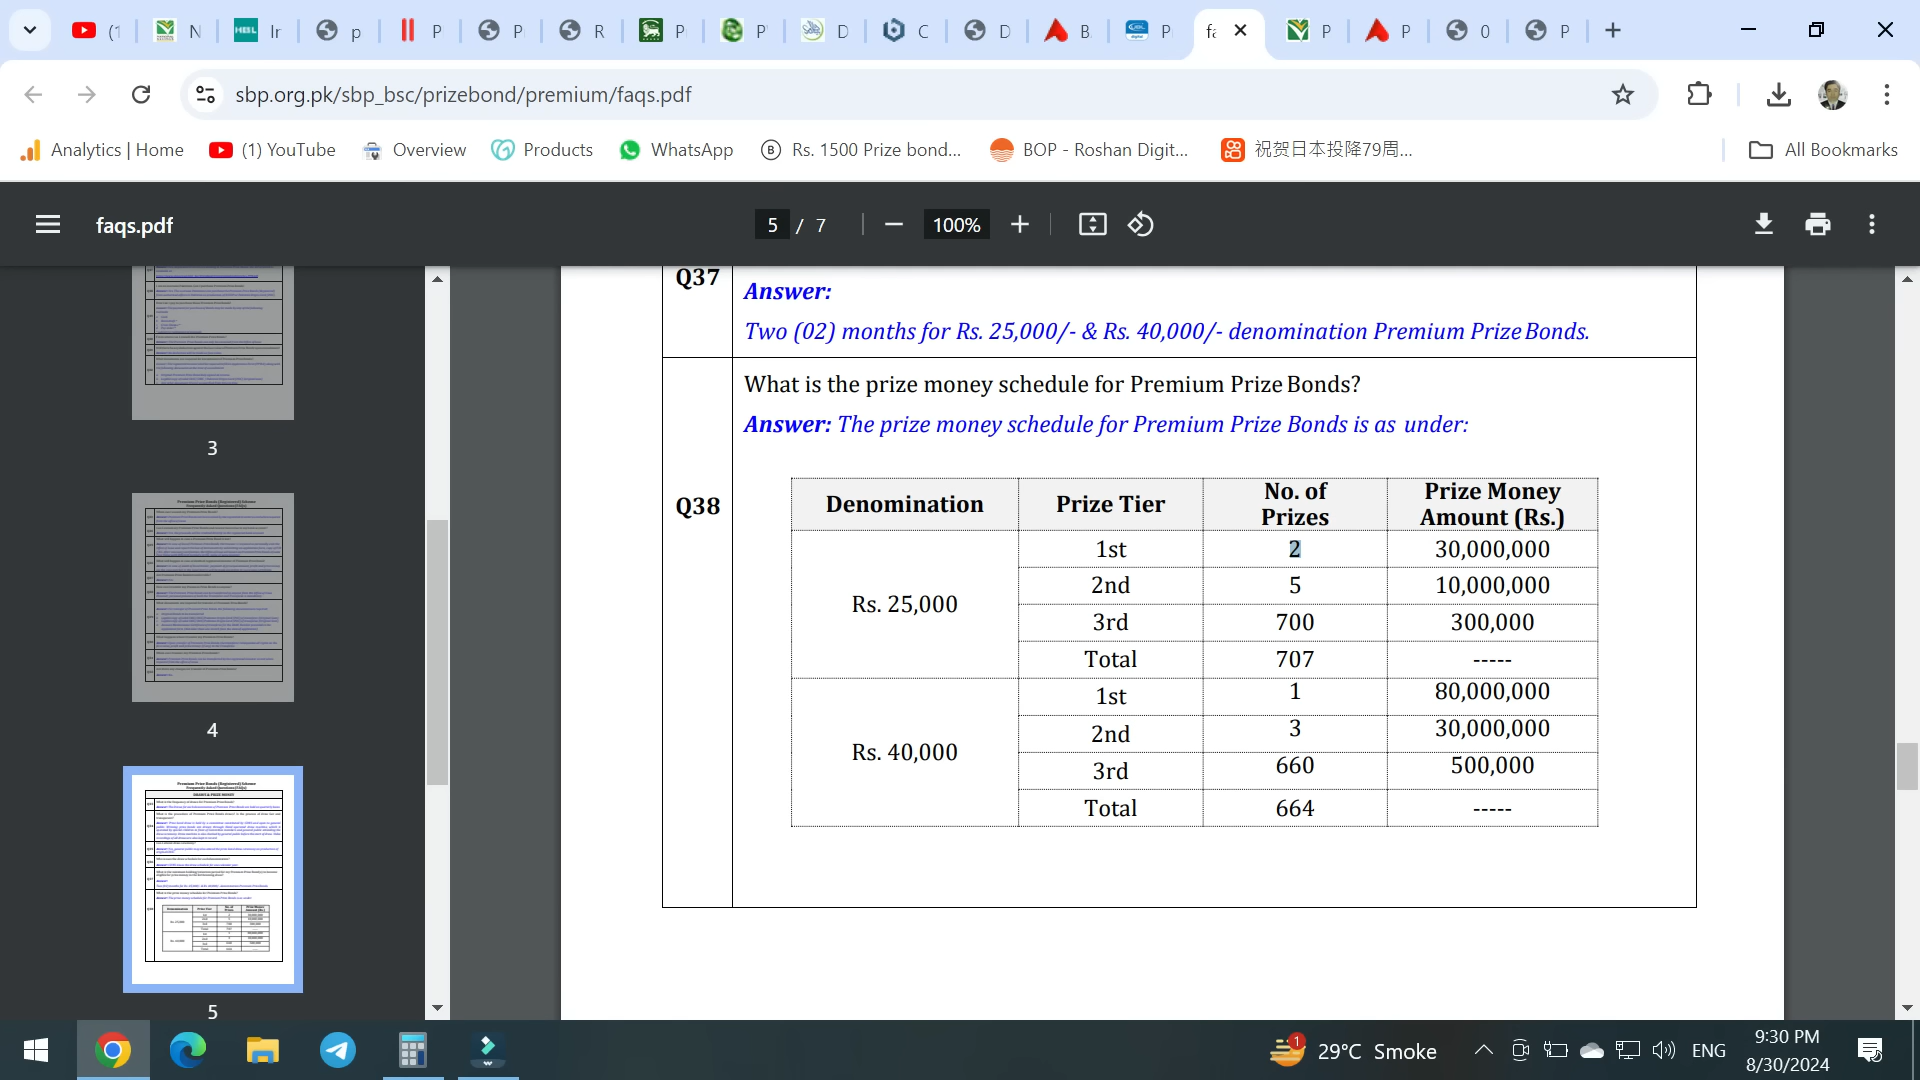 (1
N
In
p
P
P
R
P
P
D
C
D
B
P
fa
P
P
0
P
sbp.org.pk/sbp_bsc/prizebond/premium/faqs.pdf
Analytics | Home
(1) YouTube
Overview
Products
WhatsApp
Rs. 1500 Prize bond...
BOP - Roshan Digit...
祝贺日本投降79周...
All Bookmarks
faqs.pdf
5 / 7
100%
3
4
5
Q37
Answer:
Two (02) months for Rs. 25,000/- & Rs. 40,000/- denomination Premium Prize Bonds.
Q38
What is the prize money schedule for Premium Prize Bonds?
Answer: The prize money schedule for Premium Prize Bonds is as under:
Denomination Prize Tier No. of Prizes Prize Money Amount (Rs.)
Rs. 25,000
1st 2 30,000,000
2nd 5 10,000,000
3rd 700 300,000
Total 707 -----
Rs. 40,000
1st 1 80,000,000
2nd 3 30,000,000
3rd 660 500,000
Total 664 -----
1
29°C Smoke
ENG
9:30 PM
8/30/2024